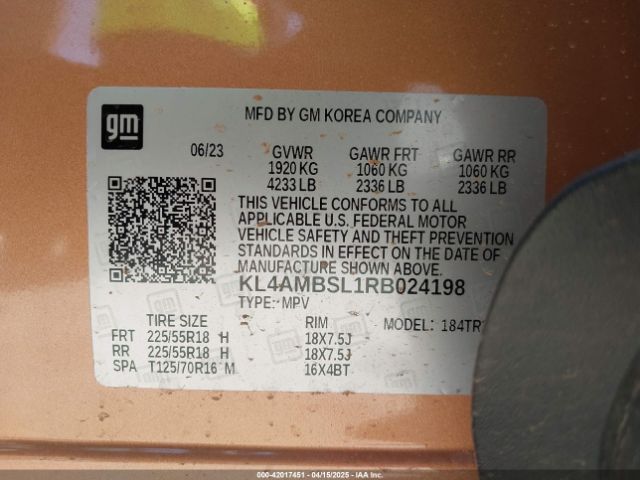 gm
MFD BY GM KOREA COMPANY
06/23 GVWR GAWR FRT GAWR RR
1920 KG 1060 KG 1060 KG
4233 LB 2336 LB 2336 LB
THIS VEHICLE CONFORMS TO ALL
APPLICABLE U.S. FEDERAL MOTOR
VEHICLE SAFETY AND THEFT PREVENTION
STANDARDS IN EFFECT ON THE DATE OF
MANUFACTURE SHOWN ABOVE.
KL4AMBSL1RB024198
TYPE: MPV
TIRE SIZE RIM MODEL: 184TR
FRT 225/55R18 H 18X7.5J
RR 225/55R18 H 18X7.5J
SPA T125/70R16 M 16X4BT
000-42017451 - 04/15/2025 - IAAI.COM